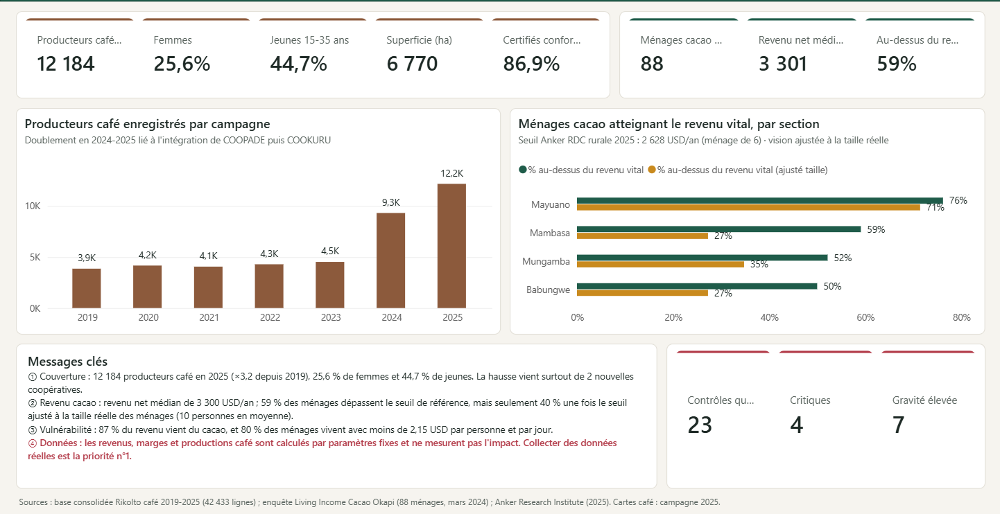 Producteurs café...
12 184
Femmes
25,6%
Jeunes 15-35 ans
44,7%
Superficie (ha)
6 770
Certifiés confor...
86,9%
Ménages cacao ...
88
Revenu net médi...
3 301
Au-dessus du re...
59%
Producteurs café enregistrés par campagne
Doublement en 2024-2025 lié à l'intégration de COOPADE puis COOKURU
10K
5K
0K
3,9K
4,2K
4,1K
4,3K
4,5K
9,3K
12,2K
2019
2020
2021
2022
2023
2024
2025
Ménages cacao atteignant le revenu vital, par section
Seuil Anker RDC rurale 2025 : 2 628 USD/an (ménage de 6) · vision ajustée à la taille réelle
% au-dessus du revenu vital
% au-dessus du revenu vital (ajusté taille)
Mayuano
76%
71%
Mambasa
59%
27%
Mungamba
52%
35%
Babungwe
50%
27%
0%
20%
40%
60%
80%
Messages clés
① Couverture : 12 184 producteurs café en 2025 (×3,2 depuis 2019), 25,6 % de femmes et 44,7 % de jeunes. La hausse vient surtout de 2 nouvelles
coopératives.
② Revenu cacao : revenu net médian de 3 300 USD/an ; 59 % des ménages dépassent le seuil de référence, mais seulement 40 % une fois le seuil
ajusté à la taille réelle des ménages (10 personnes en moyenne).
③ Vulnérabilité : 87 % du revenu vient du cacao, et 80 % des ménages vivent avec moins de 2,15 USD par personne et par jour.
④ Données : les revenus, marges et productions café sont calculés par paramètres fixes et ne mesurent pas l'impact. Collecter des données
réelles est la priorité n°1.
Contrôles qu...
23
Critiques
4
Gravité élevée
7
Sources : base consolidée Rikolto café 2019-2025 (42 433 lignes) ; enquête Living Income Cacao Okapi (88 ménages, mars 2024) ; Anker Research Institute (2025). Cartes café : campagne 2025.